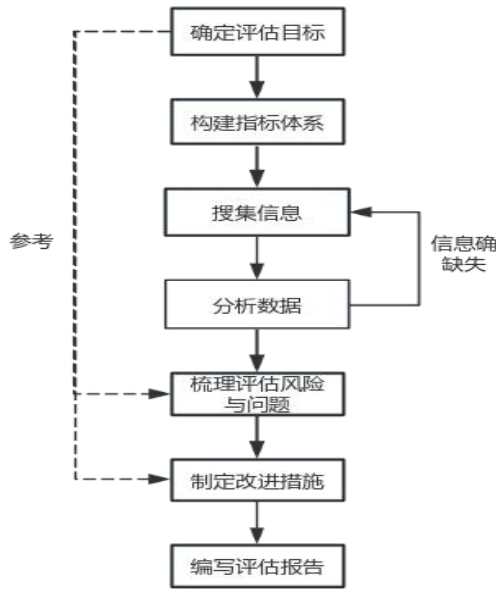 确定评估目标
构建指标体系
搜集信息
参考
信息确
缺失
分析数据
梳理评估风险
与问题
制定改进措施
编写评估报告